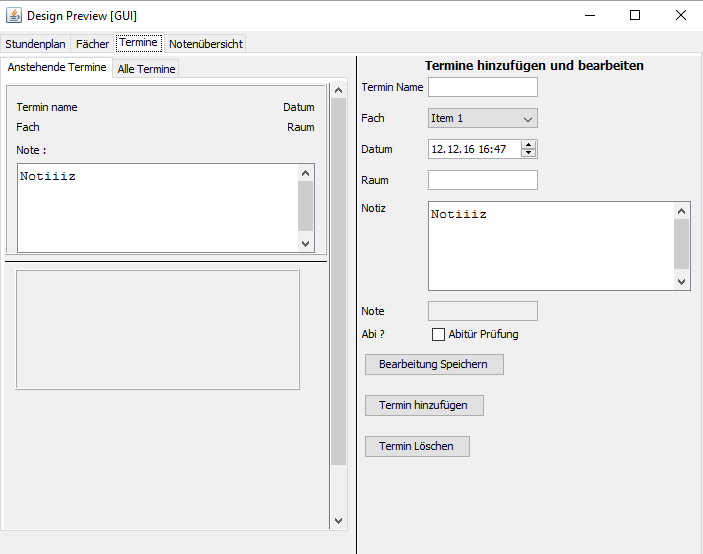 Design Preview [GUI]
Stundenplan Fächer Termine Notenübersicht
Anstehende Termine Alle Termine
Termin name Datum
Fach Raum
Note :
Notiiiz
Termine hinzufügen und bearbeiten
Termin Name
Fach Item 1
Datum 12.12.16 16:47
Raum
Notiz Notiiiz
Note
Abi ? Abitür Prüfung
Bearbeitung Speichern
Termin hinzufügen
Termin Löschen